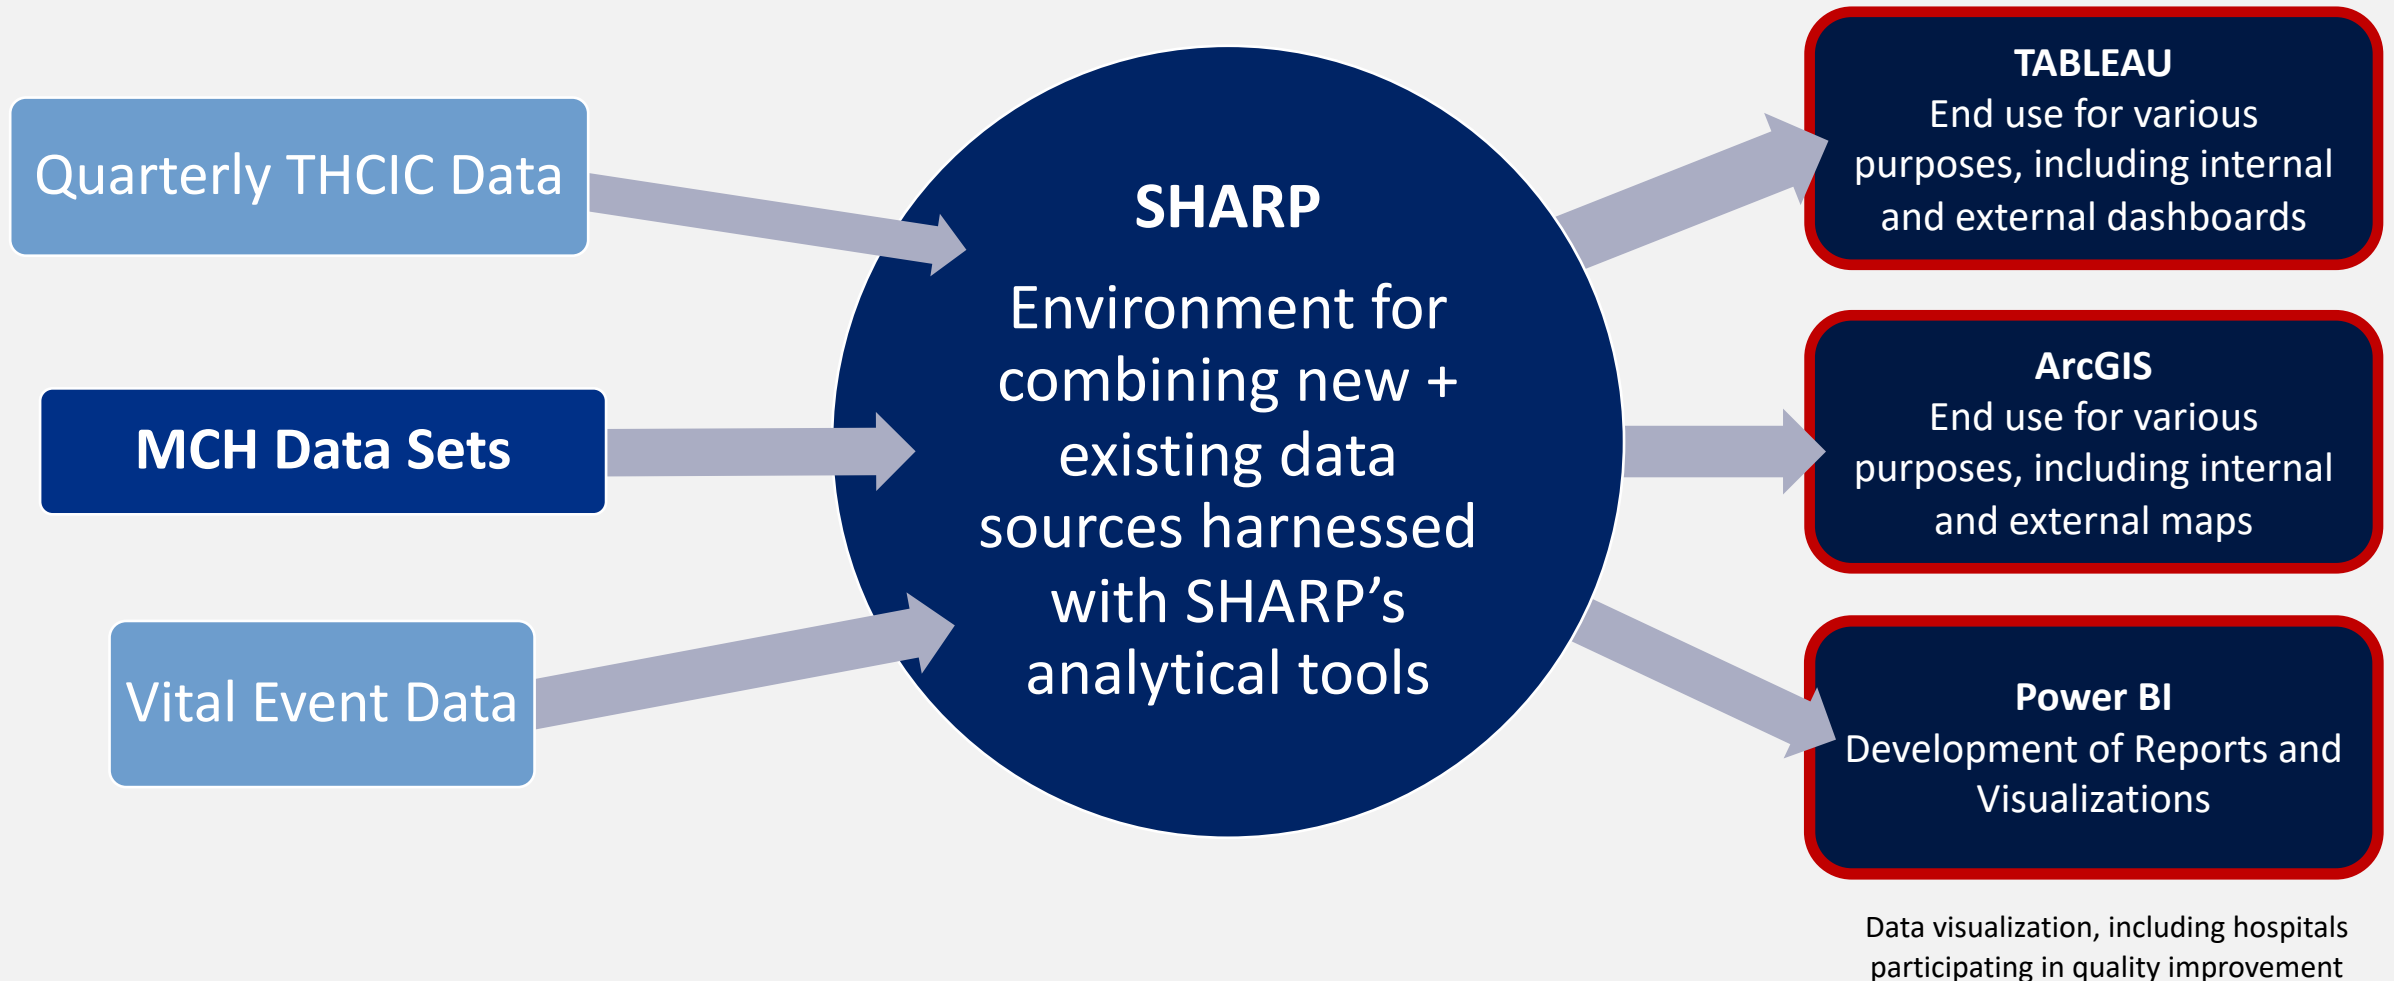 Quarterly THCIC Data
MCH Data Sets
Vital Event Data
SHARP
Environment for
combining new +
existing data
sources harnessed
with SHARP’s
analytical tools
TABLEAU
End use for various
purposes, including internal
and external dashboards
ArcGIS
End use for various
purposes, including internal
and external maps
Power BI
Development of Reports and
Visualizations
Data visualization, including hospitals
participating in quality improvement